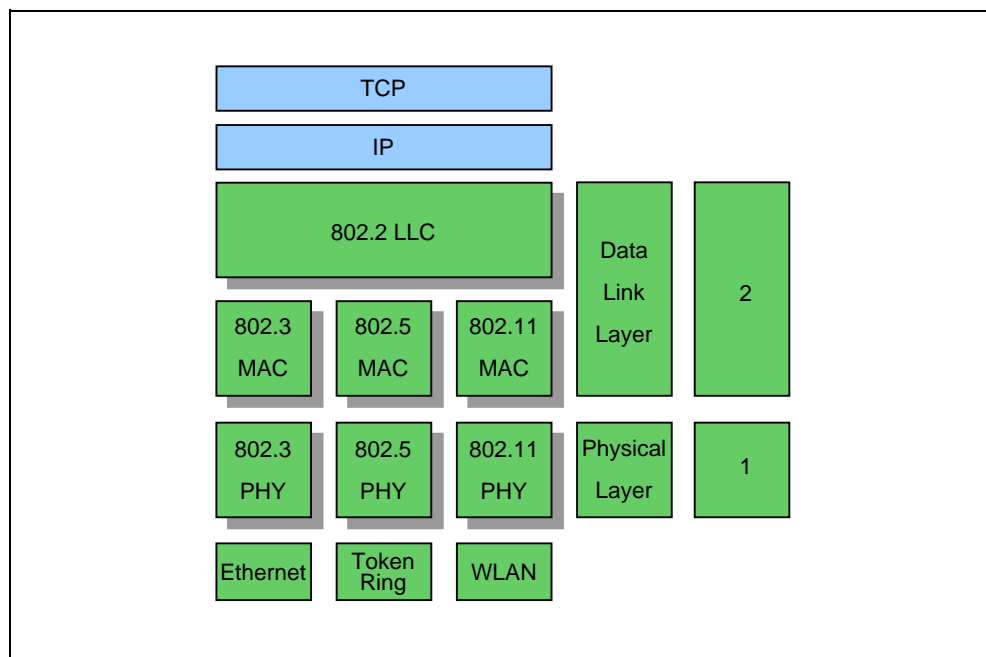 TCP
IP
802.2 LLC
Data
Link
Layer
2
802.3
MAC
802.5
MAC
802.11
MAC
802.3
PHY
802.5
PHY
802.11
PHY
Physical
Layer
1
Ethernet
Token
Ring
WLAN